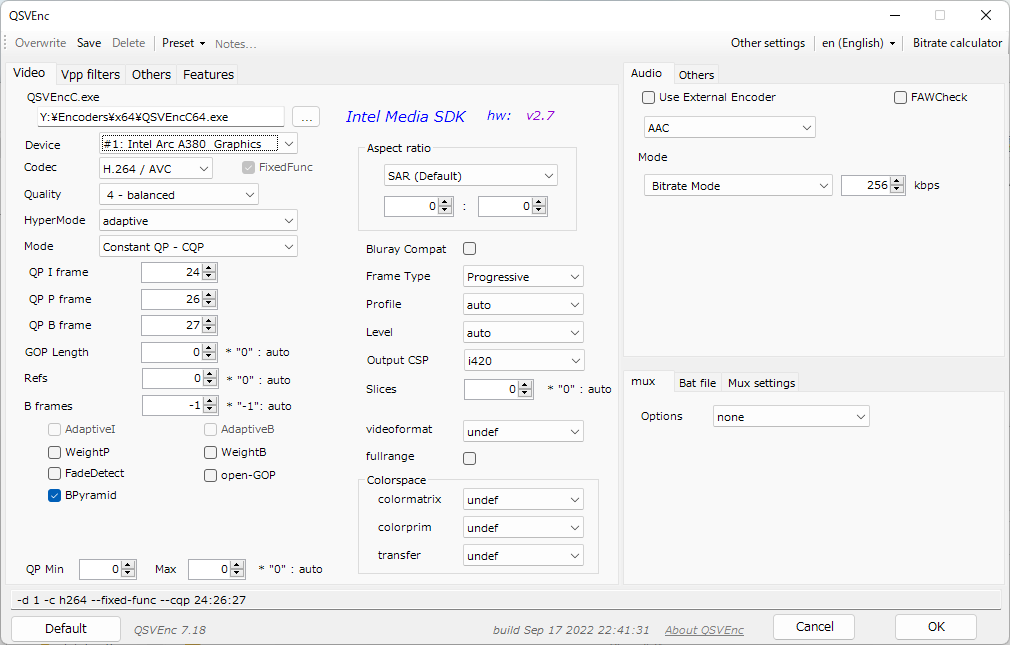 QSVEnc
Overwrite Save Delete Preset Notes... Other settings en (English) Bitrate calculator
Video Vpp filters Others Features
QSVEncC.exe
Y:¥Encoders¥x64¥QSVEncC64.exe ...
Device #1: Intel Arc A380 Graphics
Codec H.264 / AVC FixedFunc
Quality 4 - balanced
HyperMode adaptive
Mode Constant QP - CQP
QP I frame 24
QP P frame 26
QP B frame 27
GOP Length 0 * "0" : auto
Refs 0 * "0" : auto
B frames -1 * "-1": auto
AdaptiveI AdaptiveB
WeightP WeightB
FadeDetect open-GOP
BPyramid
QP Min 0 Max 0 * "0" : auto
Intel Media SDK hw: v2.7
Aspect ratio
SAR (Default)
0 : 0
Bluray Compat
Frame Type Progressive
Profile auto
Level auto
Output CSP i420
Slices 0 * "0" : auto
videoformat undef
fullrange
Colorspace
colormatrix undef
colorprim undef
transfer undef
Audio Others
Use External Encoder FAWCheck
AAC
Mode
Bitrate Mode 256 kbps
mux Bat file Mux settings
Options none
-d 1 -c h264 --fixed-func --cqp 24:26:27
Default QSVEnc 7.18 build Sep 17 2022 22:41:31 About QSVEnc Cancel OK